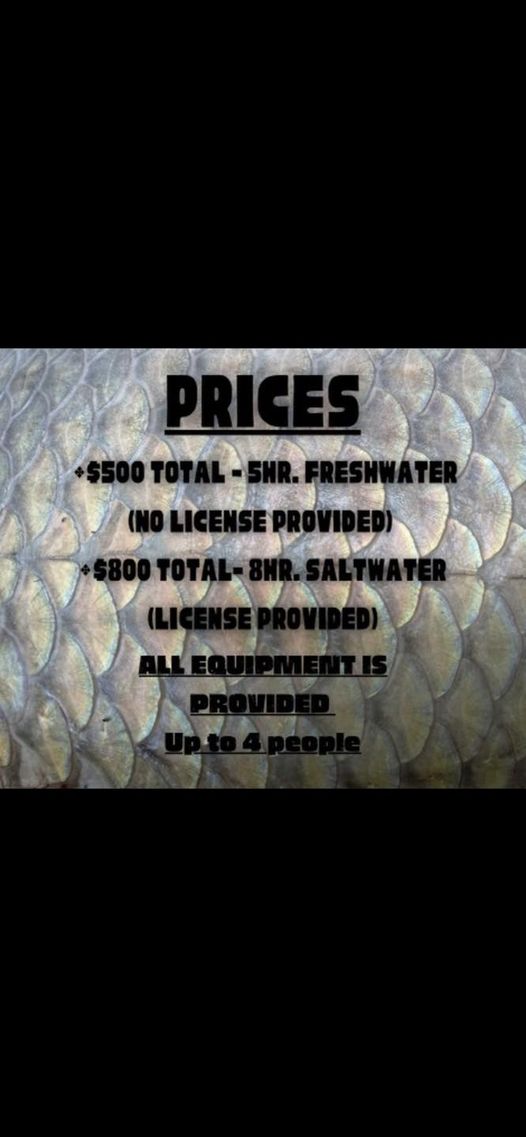 PRICES
$500 TOTAL - 5HR. FRESHWATER
(NO LICENSE PROVIDED)
$800 TOTAL- 8HR. SALTWATER
(LICENSE PROVIDED)
ALL EQUIPMENT IS
PROVIDED
Up to 4 people